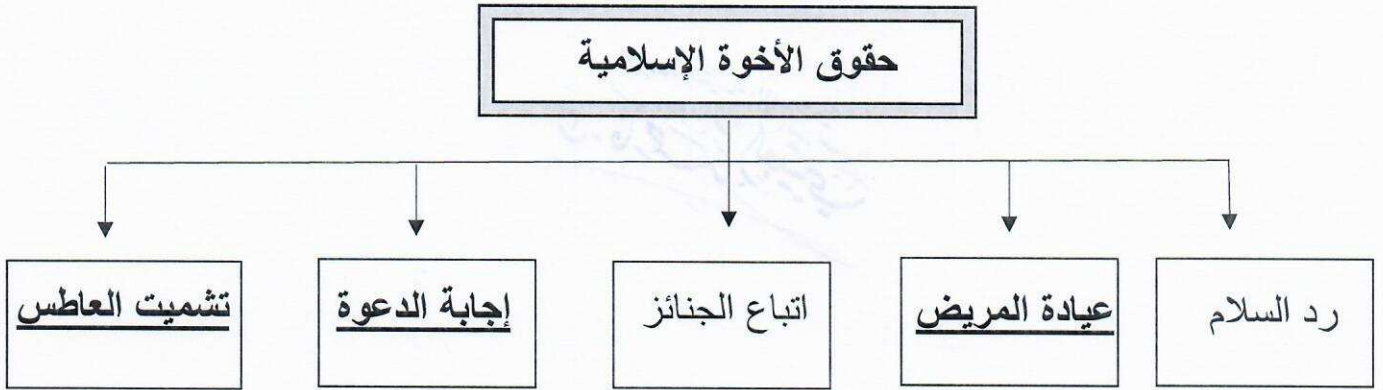 حقوق الأخوة الإسلامية
رد السلام
عيادة المريض
اتباع الجنائز
إجابة الدعوة
تشميت العاطس